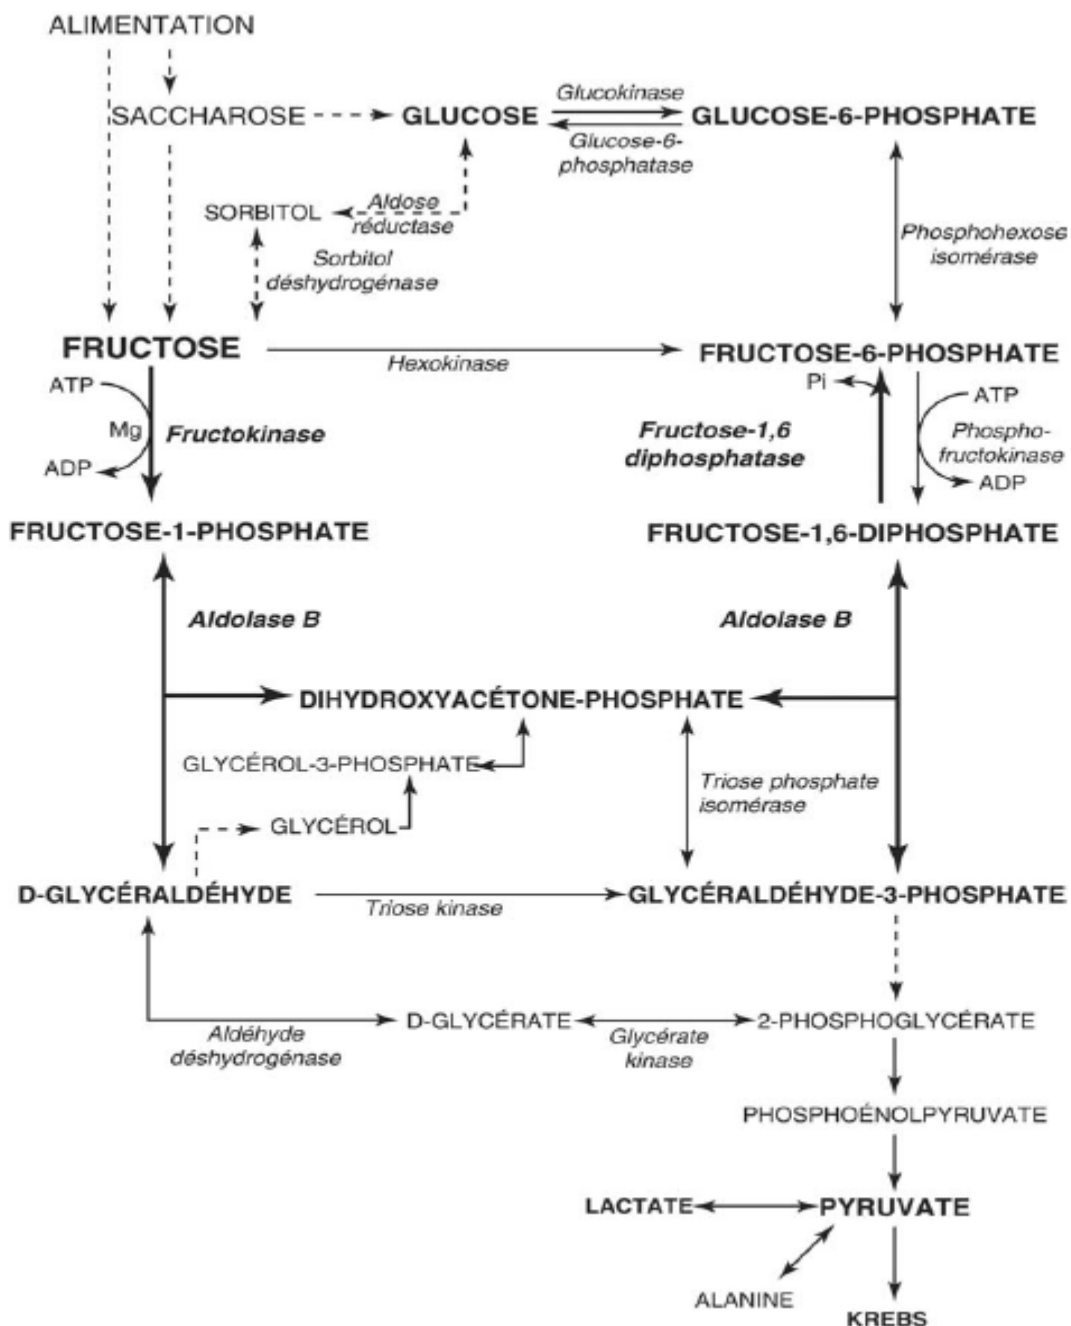 ALIMENTATION
SACCHAROSE
GLUCOSE
Glucokinase
Glucose-6-
phosphatase
GLUCOSE-6-PHOSPHATE
SORBITOL
Aldose
réductase
Sorbitol
déshydrogénase
Phosphohexose
isomérase
FRUCTOSE
Hexokinase
FRUCTOSE-6-PHOSPHATE
ATP
Mg
ADP
Fructokinase
Pi
Fructose-1,6
diphosphatase
ATP
Phospho-
fructokinase
ADP
FRUCTOSE-1-PHOSPHATE
FRUCTOSE-1,6-DIPHOSPHATE
Aldolase B
Aldolase B
DIHYDROXYACÉTONE-PHOSPHATE
GLYCÉROL-3-PHOSPHATE
GLYCÉROL
Triose phosphate
isomérase
D-GLYCÉRALDÉHYDE
Triose kinase
GLYCÉRALDÉHYDE-3-PHOSPHATE
Aldéhyde
déshydrogénase
D-GLYCÉRATE
Glycérate
kinase
2-PHOSPHOGLYCÉRATE
PHOSPHOÉNOLPYRUVATE
LACTATE
PYRUVATE
ALANINE
KREBS